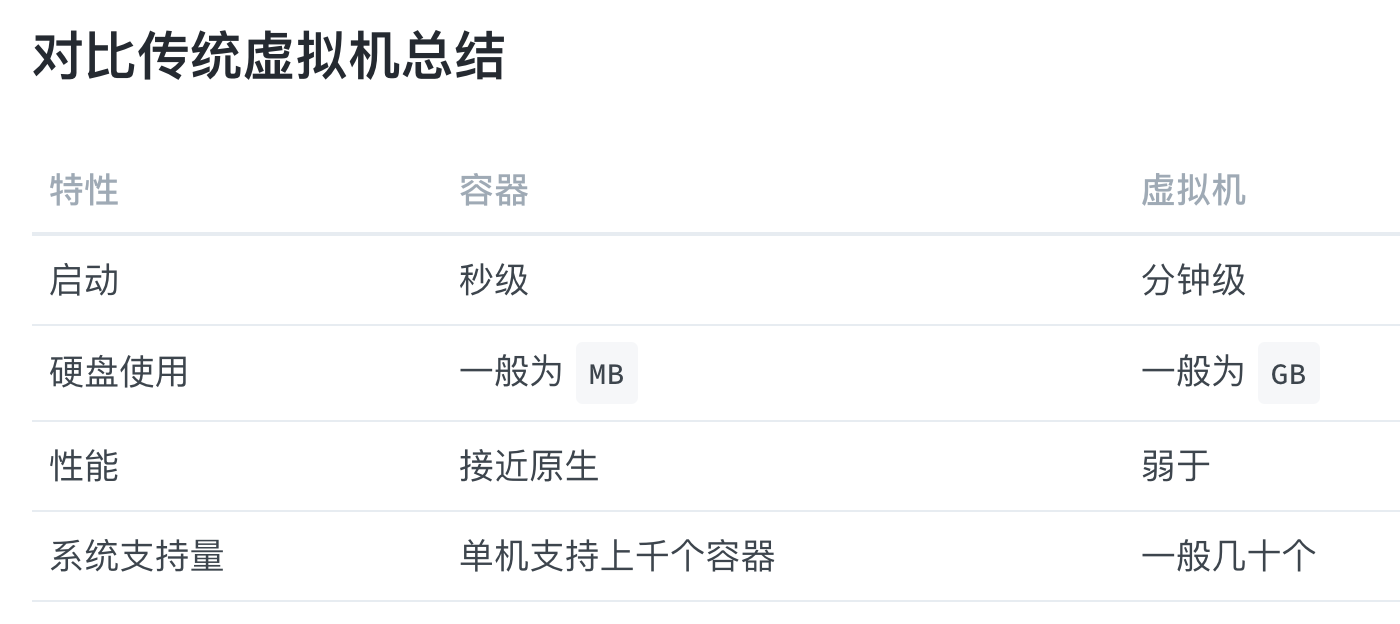 对比传统虚拟机总结
特性 容器 虚拟机
启动 秒级 分钟级
硬盘使用 一般为 MB 一般为 GB
性能 接近原生 弱于
系统支持量 单机支持上千个容器 一般几十个